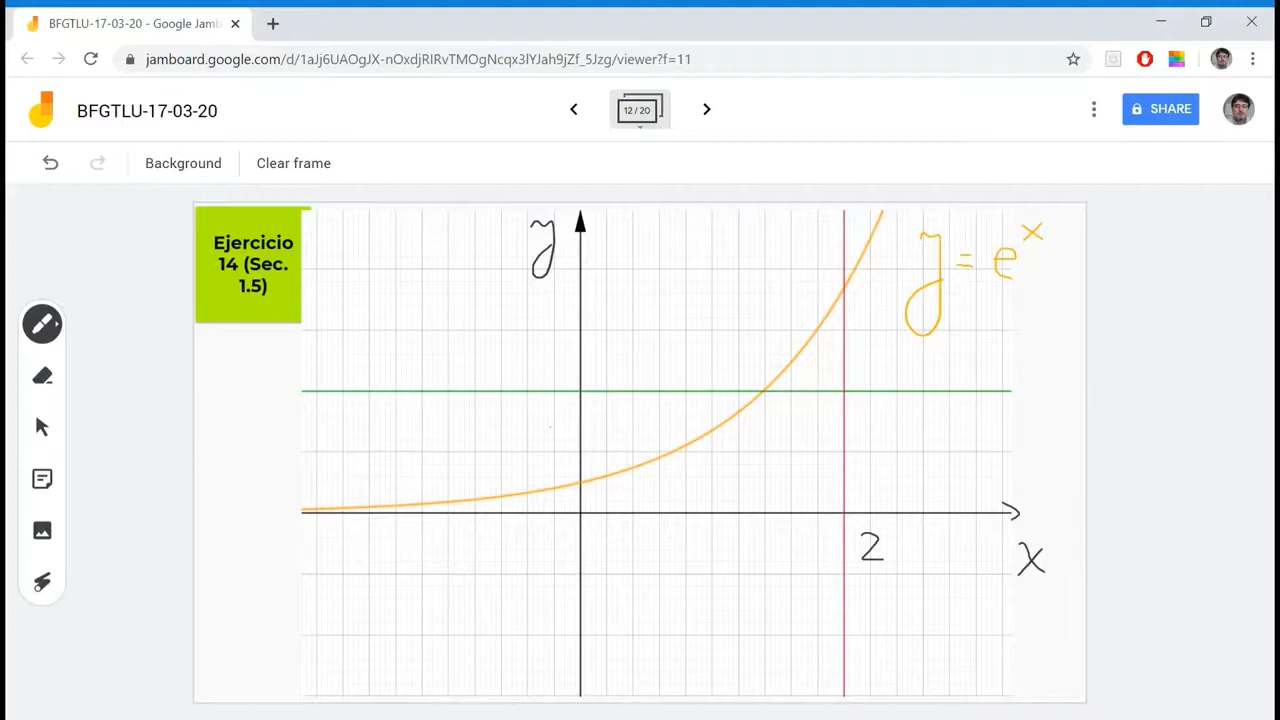 BFGTLU-17-03-20 - Google Jamb
jamboard.google.com/d/1aJj6UAOgJX-nOxdjRIRvTMOgNcqx3lYJah9jZf_5Jzg/viewer?f=11
BFGTLU-17-03-20
12 / 20
SHARE
Background
Clear frame
Ejercicio
14 (Sec.
1.5)
y
y = e^x
2
x